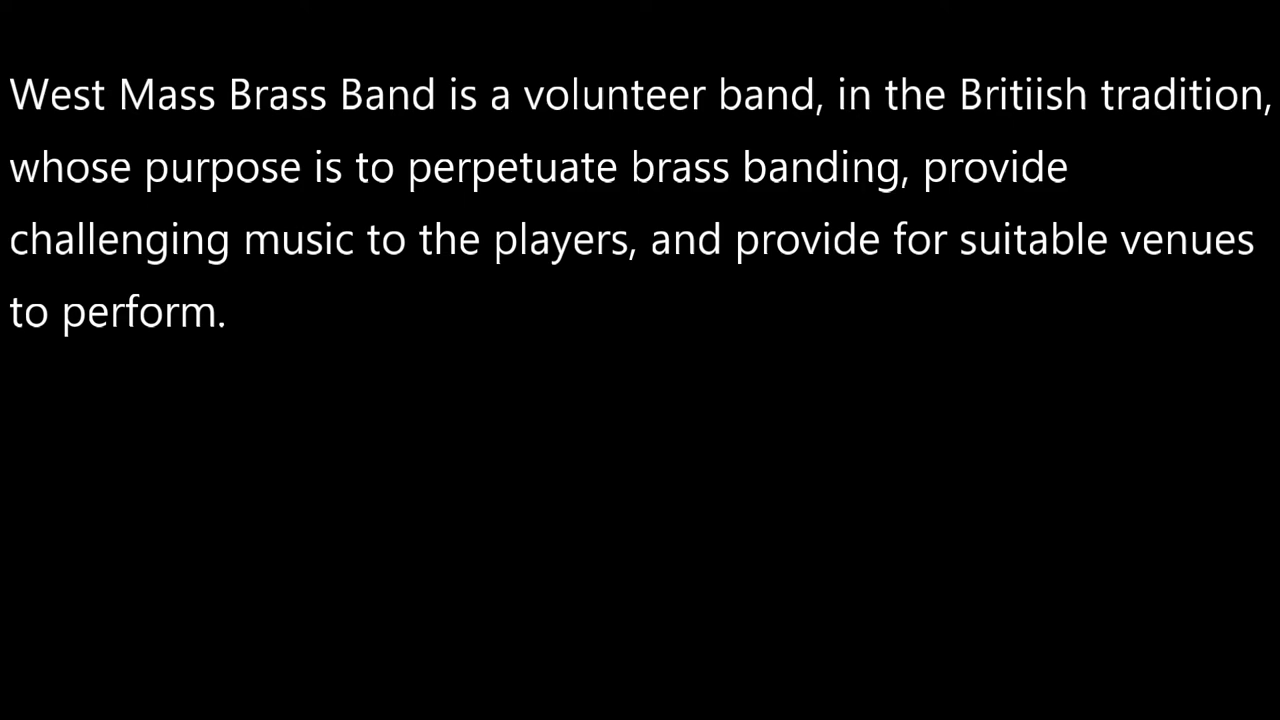 West Mass Brass Band is a volunteer band, in the Britiish tradition,
whose purpose is to perpetuate brass banding, provide
challenging music to the players, and provide for suitable venues
to perform.